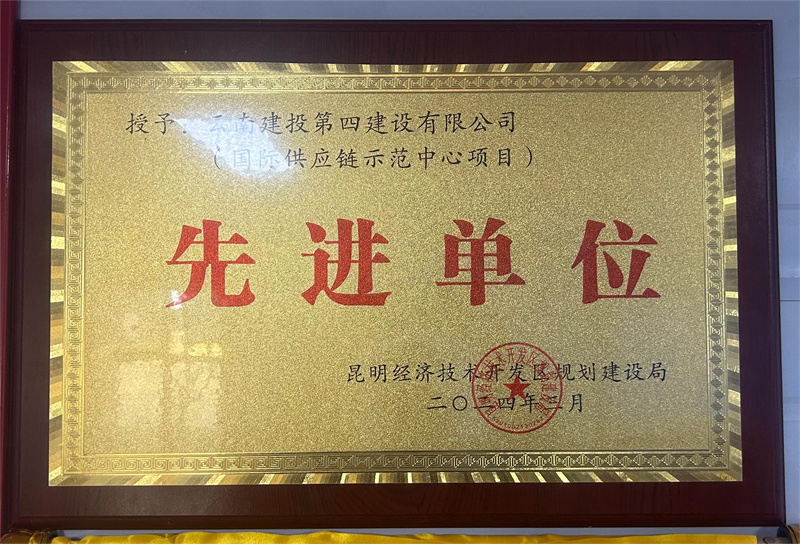 授予：云南建投第四建设有限公司
（国际供应链示范中心项目）
先进单位
昆明经济技术开发区规划建设局
二〇二四年二月